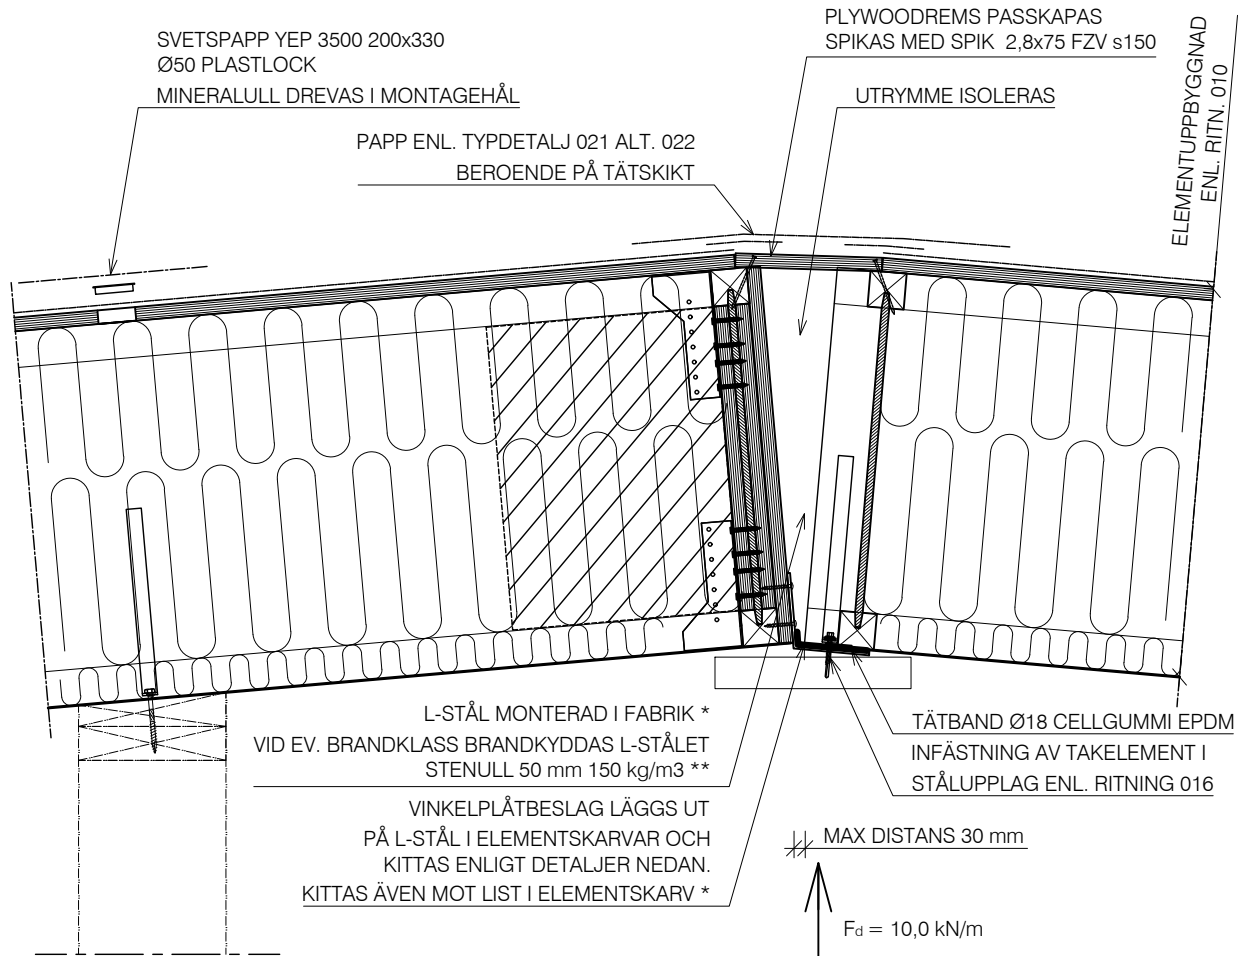 SVETSPAPP YEP 3500 200x330
Ø50 PLASTLOCK
MINERALULL DREVAS I MONTAGEHÅL
PLYWOODREMS PASSKAPAS
SPIKAS MED SPIK 2,8x75 FZV s150
UTRYMME ISOLERAS
PAPP ENL. TYPDETALJ 021 ALT. 022
BEROENDE PÅ TÄTSKIKT
ELEMENTUPPBYGGNAD
ENL. RITN. 010
L-STÅL MONTERAD I FABRIK *
VID EV. BRANDKLASS BRANDKYDDAS L-STÅLET
STENULL 50 mm 150 kg/m3 **
VINKELPLÅTBESLAG LÄGGS UT
PÅ L-STÅL I ELEMENTSKARVAR OCH
KITTAS ENLIGT DETALJER NEDAN.
KITTAS ÄVEN MOT LIST I ELEMENTSKARV *
TÄTBAND Ø18 CELLGUMMI EPDM
INFÄSTNING AV TAKELEMENT I
STÅLUPPLAG ENL. RITNING 016
MAX DISTANS 30 mm
Fd = 10,0 kN/m